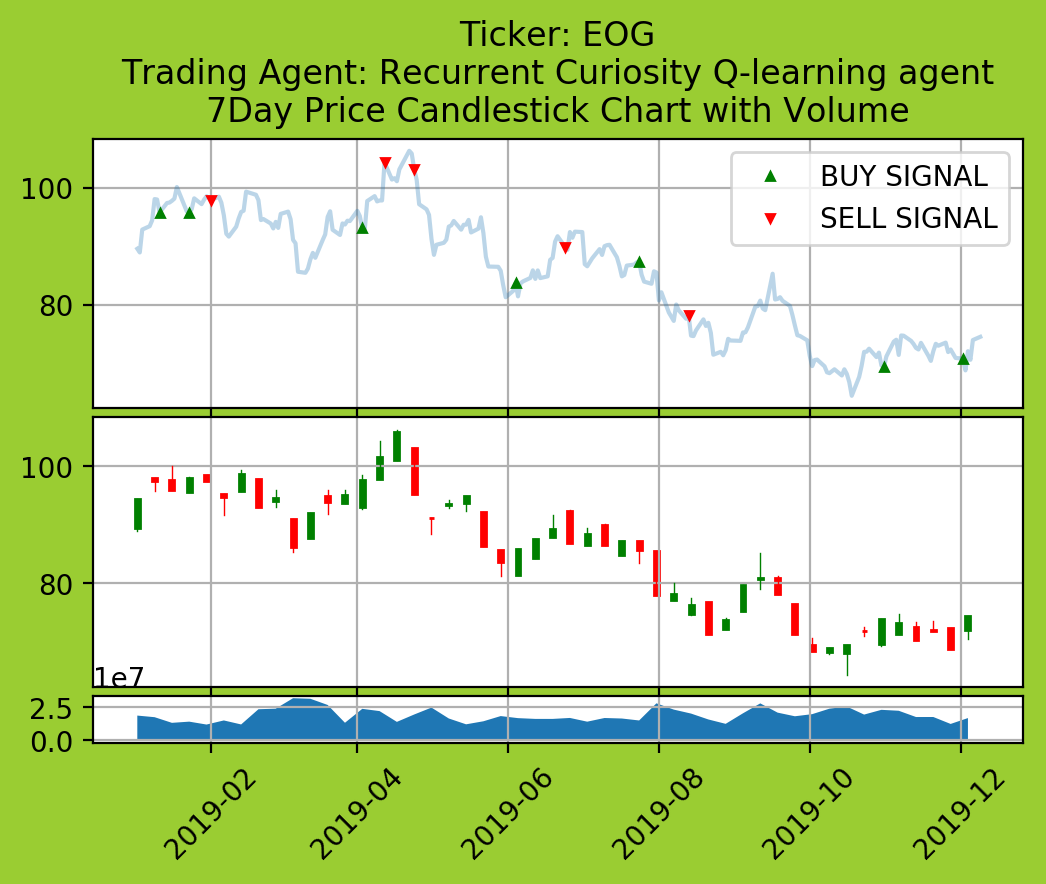 Ticker: EOG
Trading Agent: Recurrent Curiosity Q-learning agent
7Day Price Candlestick Chart with Volume
100
80
BUY SIGNAL
SELL SIGNAL
100
80
1e7
2.5
0.0
2019-02
2019-04
2019-06
2019-08
2019-10
2019-12